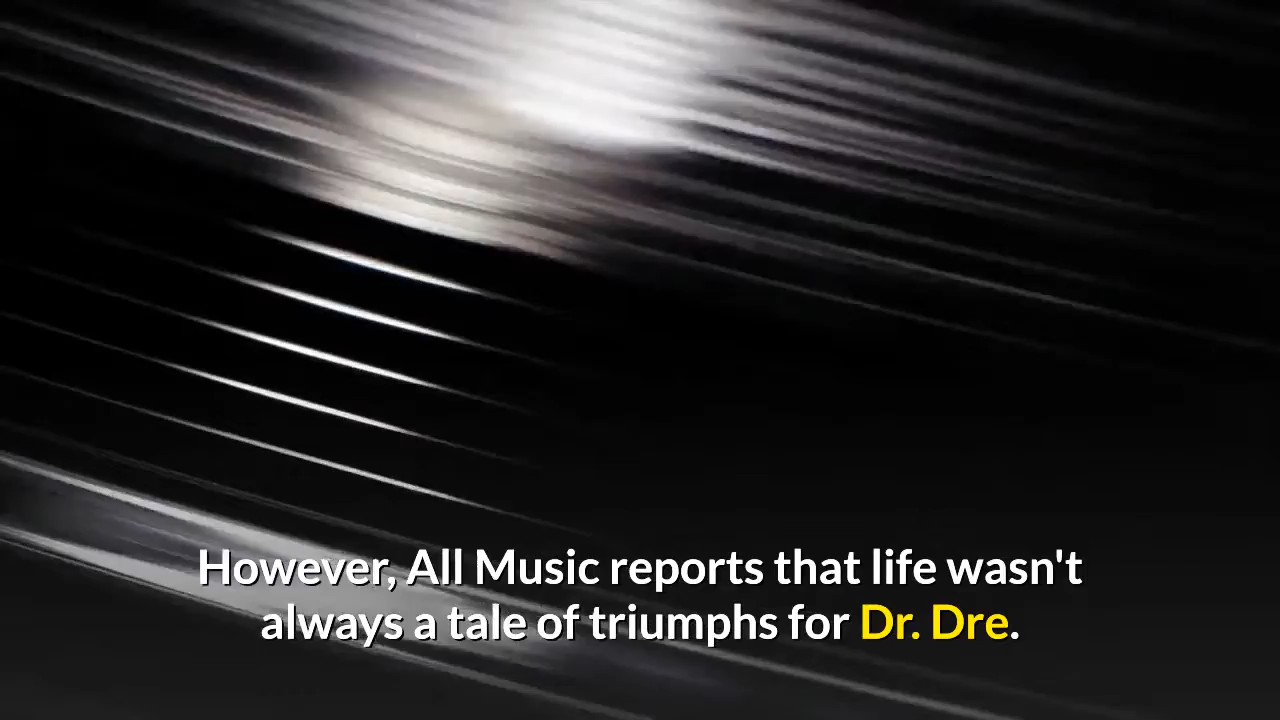 However, All Music reports that life wasn't
always a tale of triumphs for Dr. Dre.